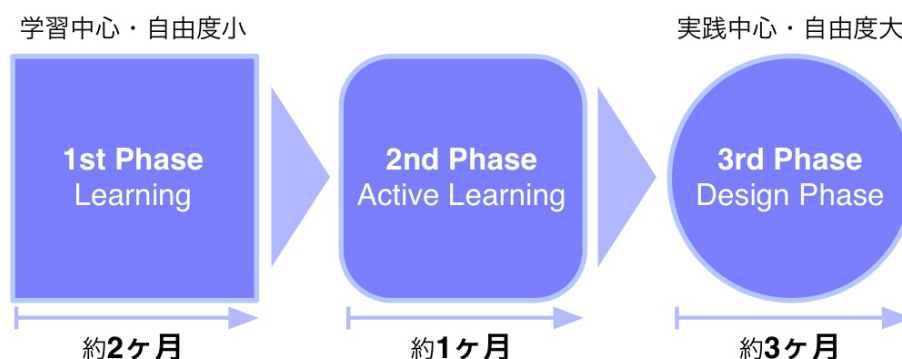 学習中心・自由度小
実践中心・自由度大
1st Phase
Learning
2nd Phase
Active Learning
3rd Phase
Design Phase
約2ヶ月
約1ヶ月
約3ヶ月